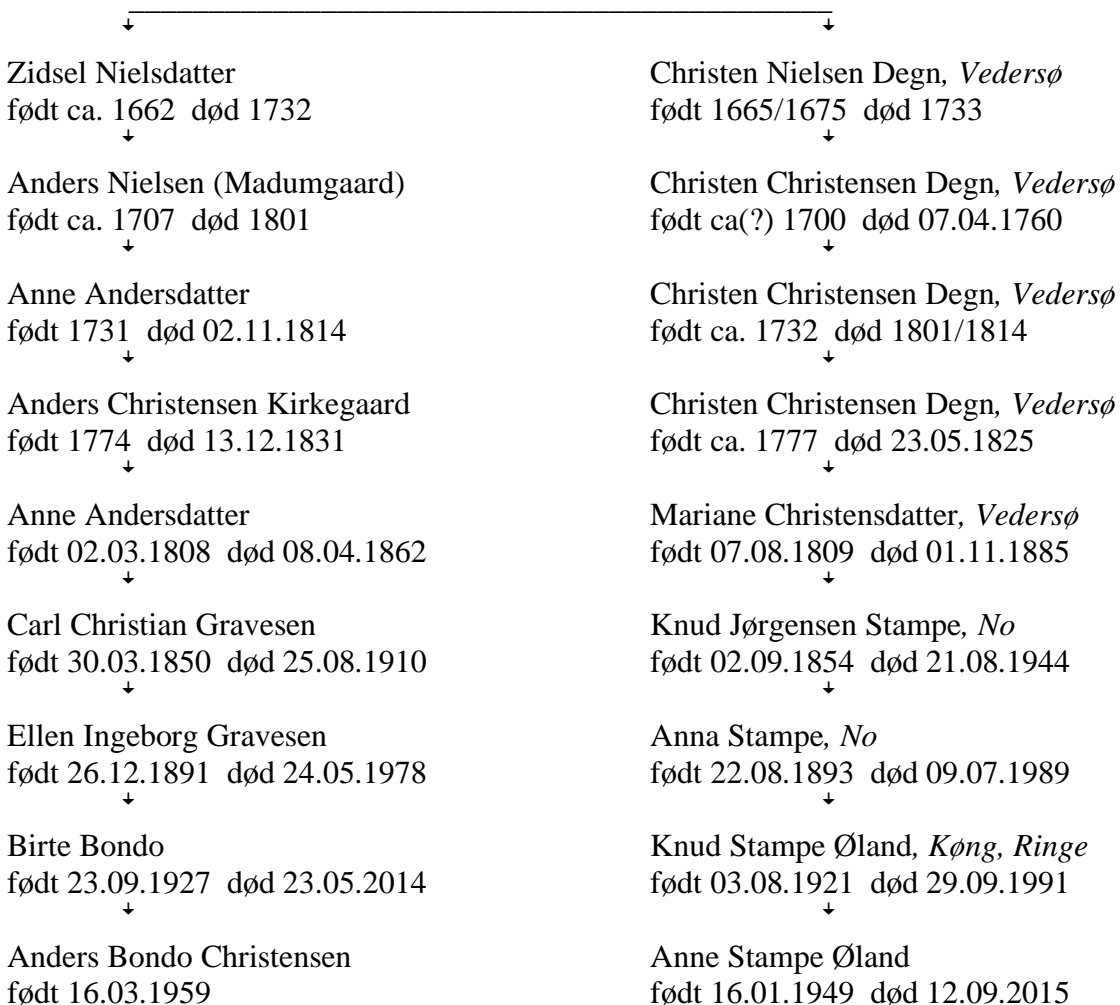 Zidsel Nielsdatter
født ca. 1662 død 1732
Anders Nielsen (Madumgaard)
født ca. 1707 død 1801
Anne Andersdatter
født 1731 død 02.11.1814
Anders Christensen Kirkegaard
født 1774 død 13.12.1831
Anne Andersdatter
født 02.03.1808 død 08.04.1862
Carl Christian Gravesen
født 30.03.1850 død 25.08.1910
Ellen Ingeborg Gravesen
født 26.12.1891 død 24.05.1978
Birte Bondo
født 23.09.1927 død 23.05.2014
Anders Bondo Christensen
født 16.03.1959
Christen Nielsen Degn, Vedersø
født 1665/1675 død 1733
Christen Christensen Degn, Vedersø
født ca(?) 1700 død 07.04.1760
Christen Christensen Degn, Vedersø
født ca. 1732 død 1801/1814
Christen Christensen Degn, Vedersø
født ca. 1777 død 23.05.1825
Mariane Christensdatter, Vedersø
født 07.08.1809 død 01.11.1885
Knud Jørgensen Stampe, No
født 02.09.1854 død 21.08.1944
Anna Stampe, No
født 22.08.1893 død 09.07.1989
Knud Stampe Øland, Køng, Ringe
født 03.08.1921 død 29.09.1991
Anne Stampe Øland
født 16.01.1949 død 12.09.2015